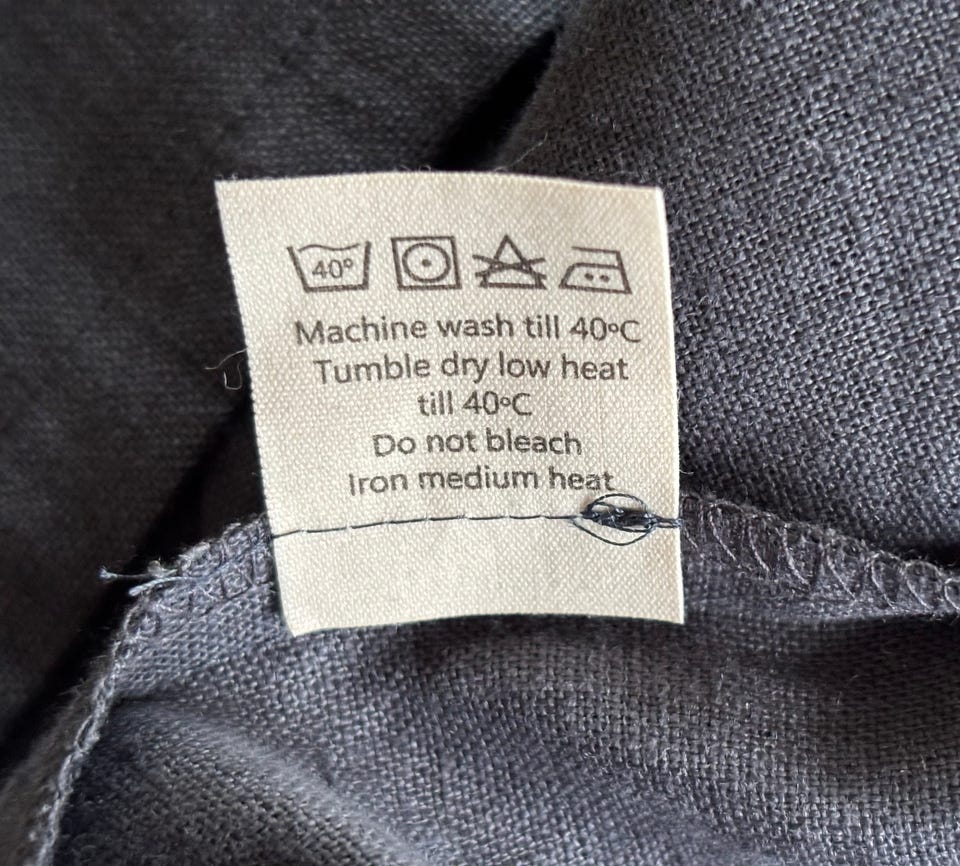 40°
Machine wash till 40°C
Tumble dry low heat
till 40°C
Do not bleach
Iron medium heat